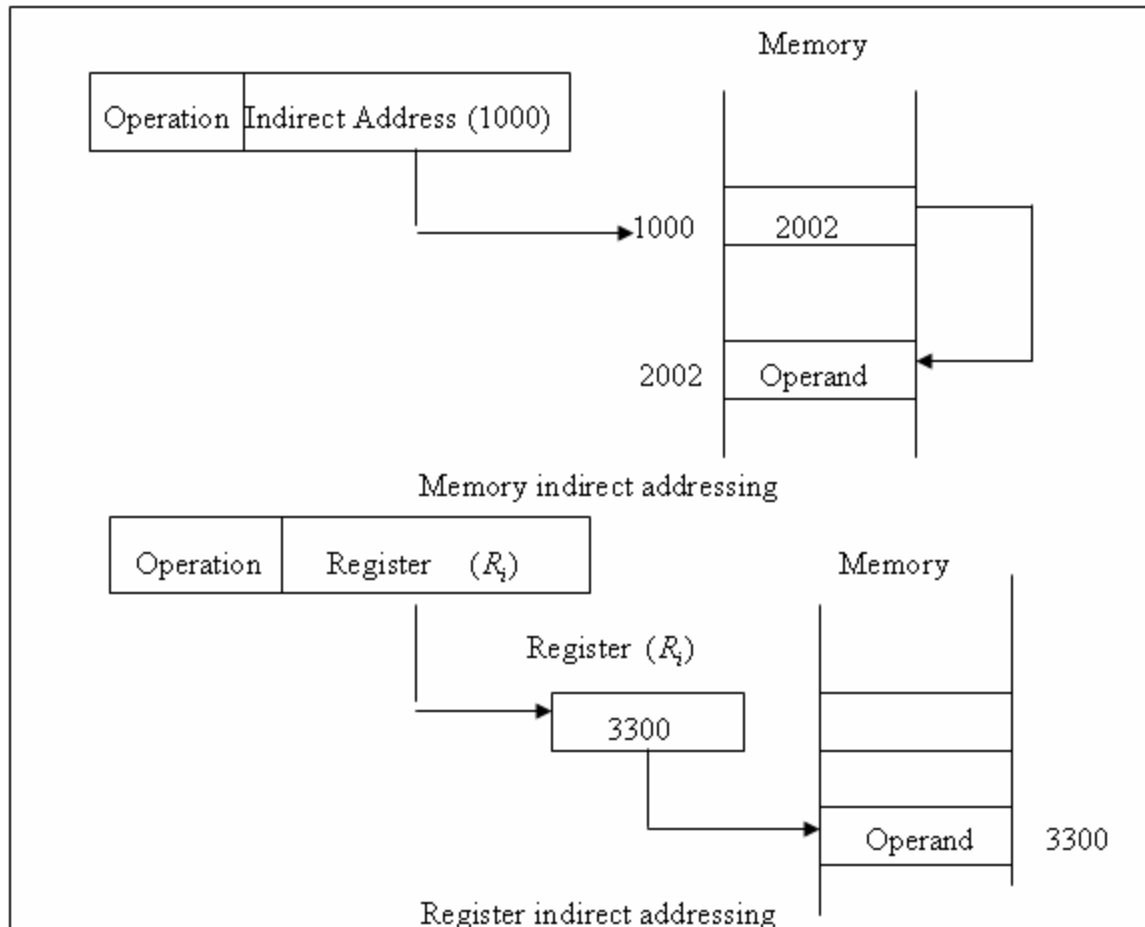 Memory
Operation Indirect Address (1000)
1000 2002
2002 Operand
Memory indirect addressing
Operation Register (Ri)
Memory
Register (Ri)
3300
Operand 3300
Register indirect addressing